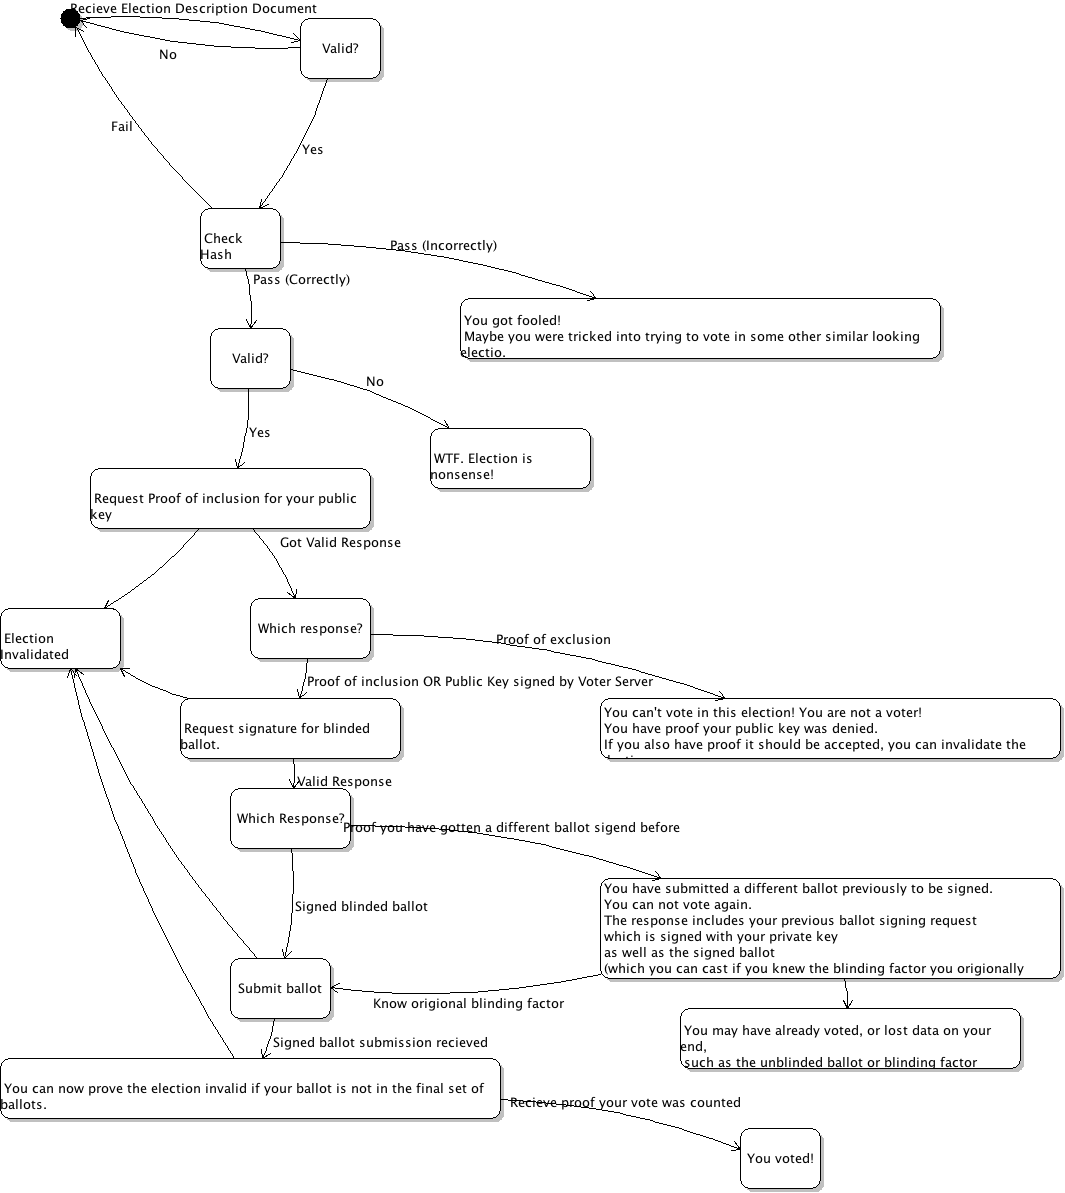 Recieve Election Description Document
Valid?
No
Fail
Yes
Check
Hash
Pass (Incorrectly)
Pass (Correctly)
You got fooled!
Maybe you were tricked into trying to vote in some other similar looking
electio.
Valid?
No
Yes
WTF. Election is
nonsense!
Request Proof of inclusion for your public
key
Got Valid Response
Election
Invalidated
Which response?
Proof of exclusion
Proof of inclusion OR Public Key signed by Voter Server
Request signature for blinded
ballot.
You can't vote in this election! You are not a voter!
You have proof your public key was denied.
If you also have proof it should be accepted, you can invalidate the
Valid Response
Which Response?
Proof you have gotten a different ballot sigend before
Signed blinded ballot
You have submitted a different ballot previously to be signed.
You can not vote again.
The response includes your previous ballot signing request
which is signed with your private key
as well as the signed ballot
(which you can cast if you knew the blinding factor you origionally
Submit ballot
Know origional blinding factor
Signed ballot submission recieved
You may have already voted, or lost data on your
end,
such as the unblinded ballot or blinding factor
You can now prove the election invalid if your ballot is not in the final set of
ballots.
Recieve proof your vote was counted
You voted!